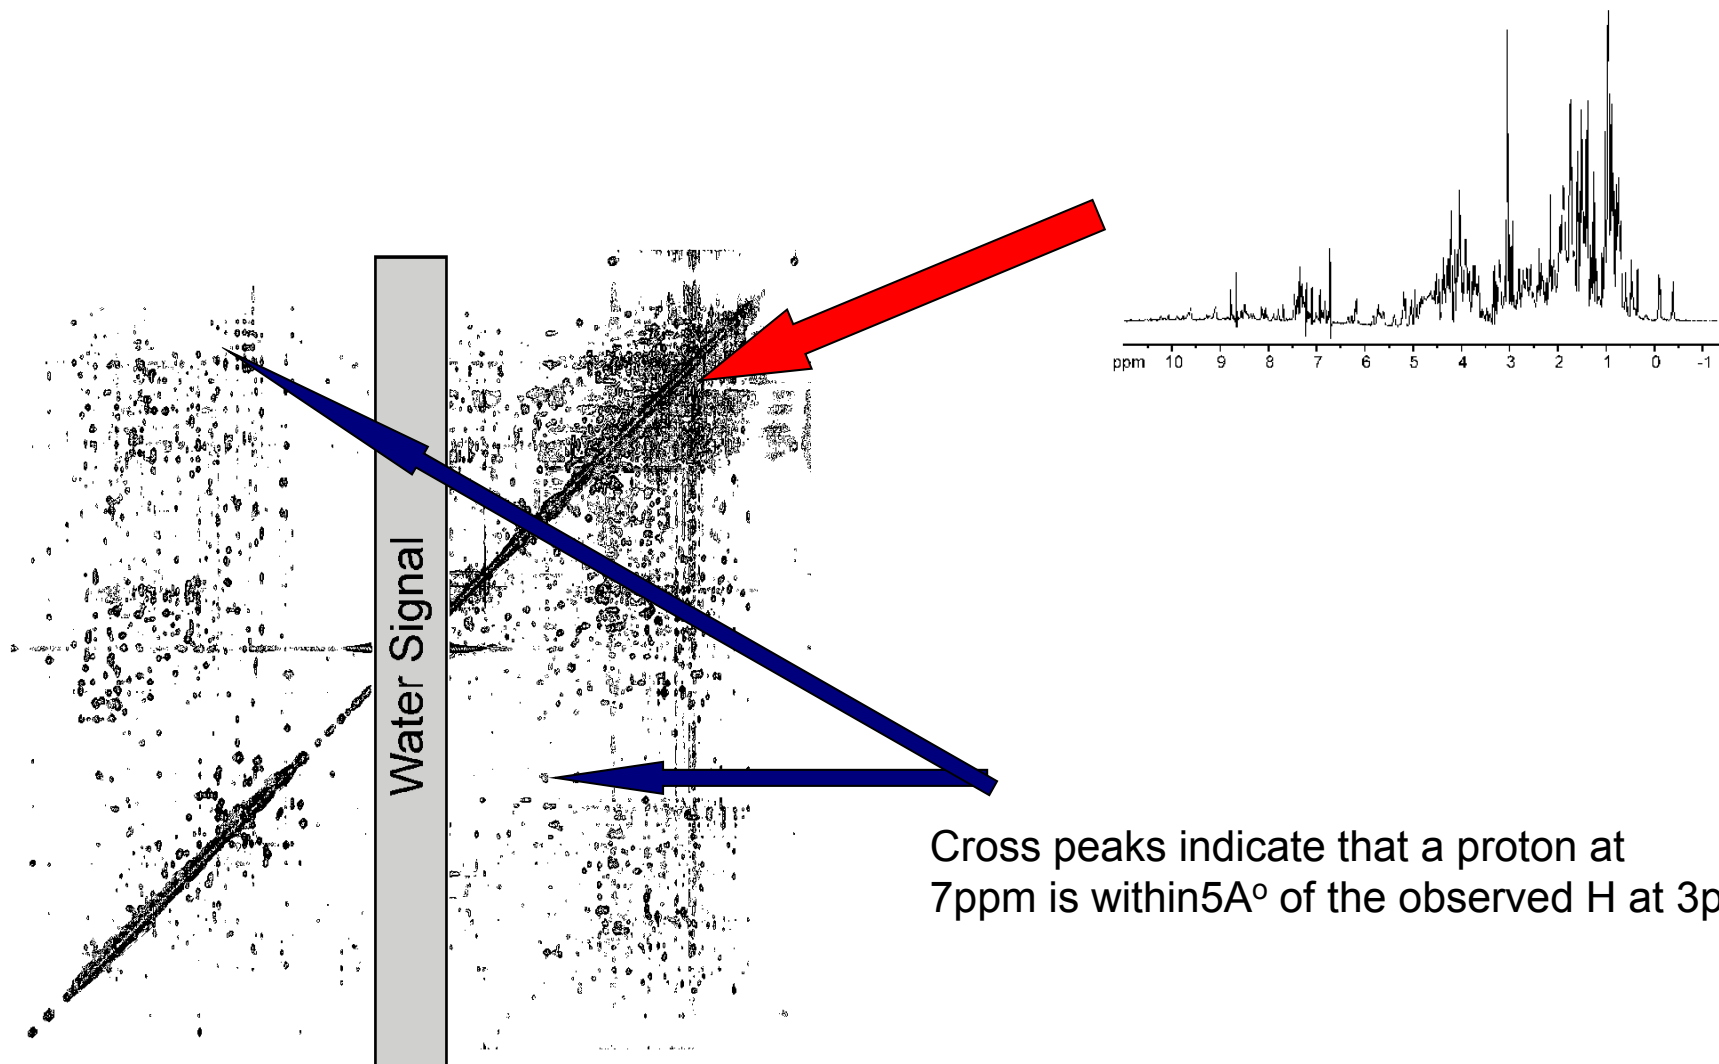 ppm 10 9 8 7 6 5 4 3 2 1 0 -1
Water Signal
Cross peaks indicate that a proton at
7ppm is within5Aº of the observed H at 3p